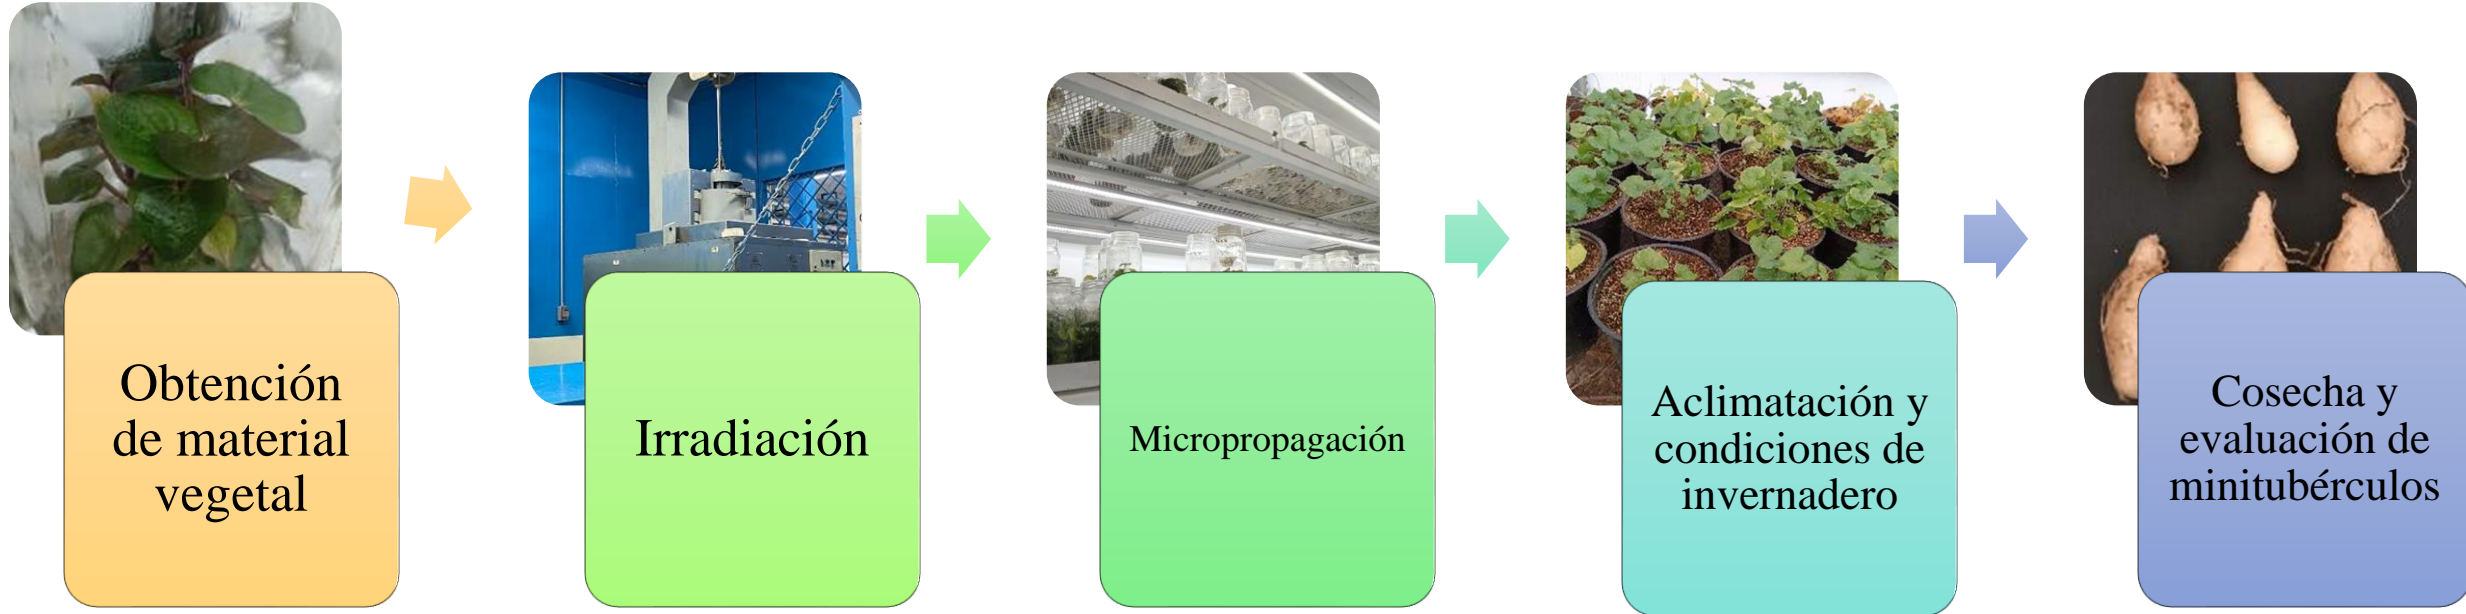 Obtención
de material
vegetal
Irradiación
Micropropagación
Aclimatación y
condiciones de
invernadero
Cosecha y
evaluación de
minitubérculos